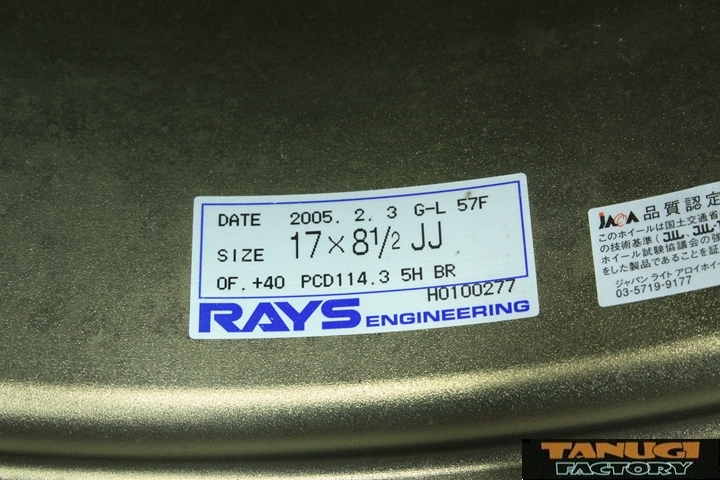 DATE 2005. 2. 3 G-L 57F
SIZE 17×8 1/2 JJ
OF. +40 PCD114.3 5H BR
H0100277
RAYS ENGINEERING
JAWA 品質認定
このホイールは国土交通省
の技術基準
ホイール試験協議会の強
をした製品であることを証
ジャパン ライト アロイホイー
03-5719-9177
TANUGI
FACTORY